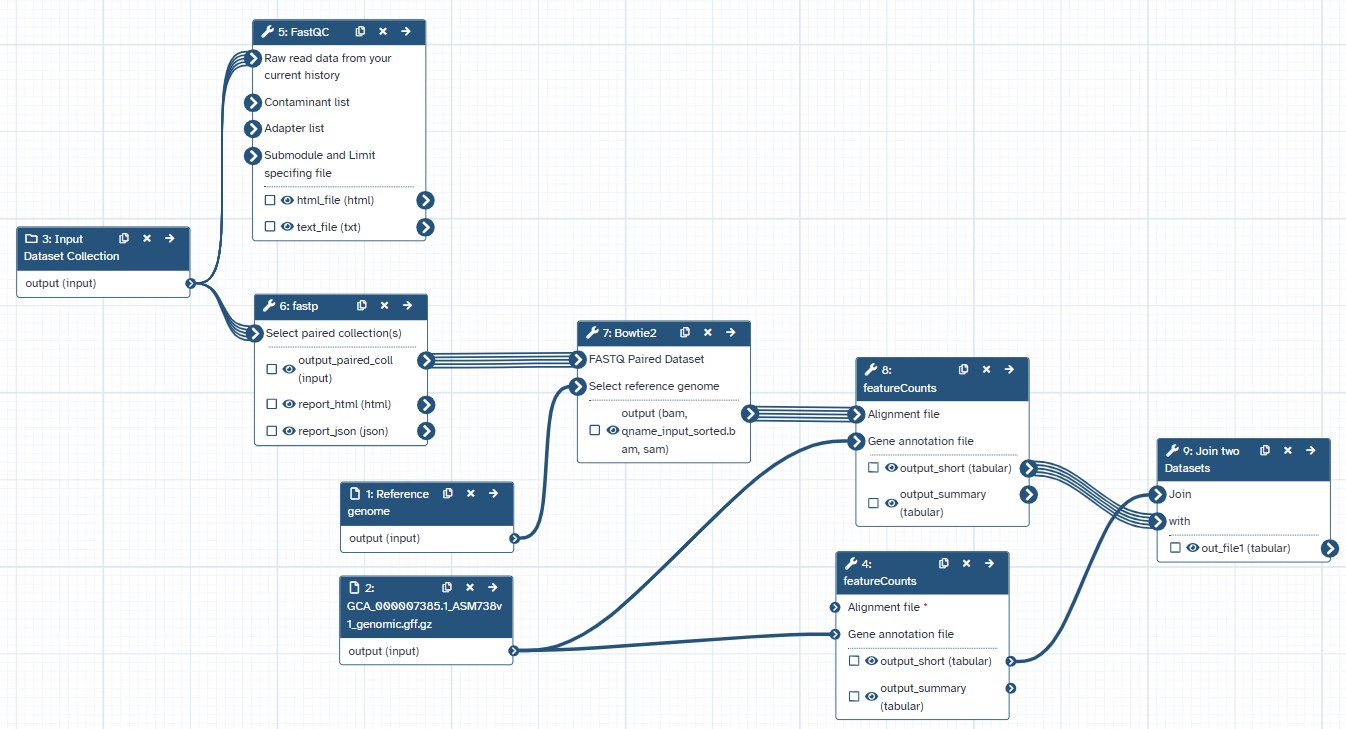 5: FastQC
Raw read data from your
current history
Contaminant list
Adapter list
Submodule and Limit
specifing file
html_file (html)
text_file (txt)
3: Input
Dataset Collection
output (input)
6: fastp
Select paired collection(s)
output_paired_coll
(input)
report_html (html)
report_json (json)
7: Bowtie2
FASTQ Paired Dataset
Select reference genome
output (bam,
qname_input_sorted.b
am, sam)
1: Reference
genome
output (input)
2:
GCA_000007385.1_ASM738v
1_genomic.gff.gz
output (input)
8:
featureCounts
Alignment file
Gene annotation file
output_short (tabular)
output_summary
(tabular)
4:
featureCounts
Alignment file *
Gene annotation file
output_short (tabular)
output_summary
(tabular)
9: Join two
Datasets
Join
with
out_file1 (tabular)